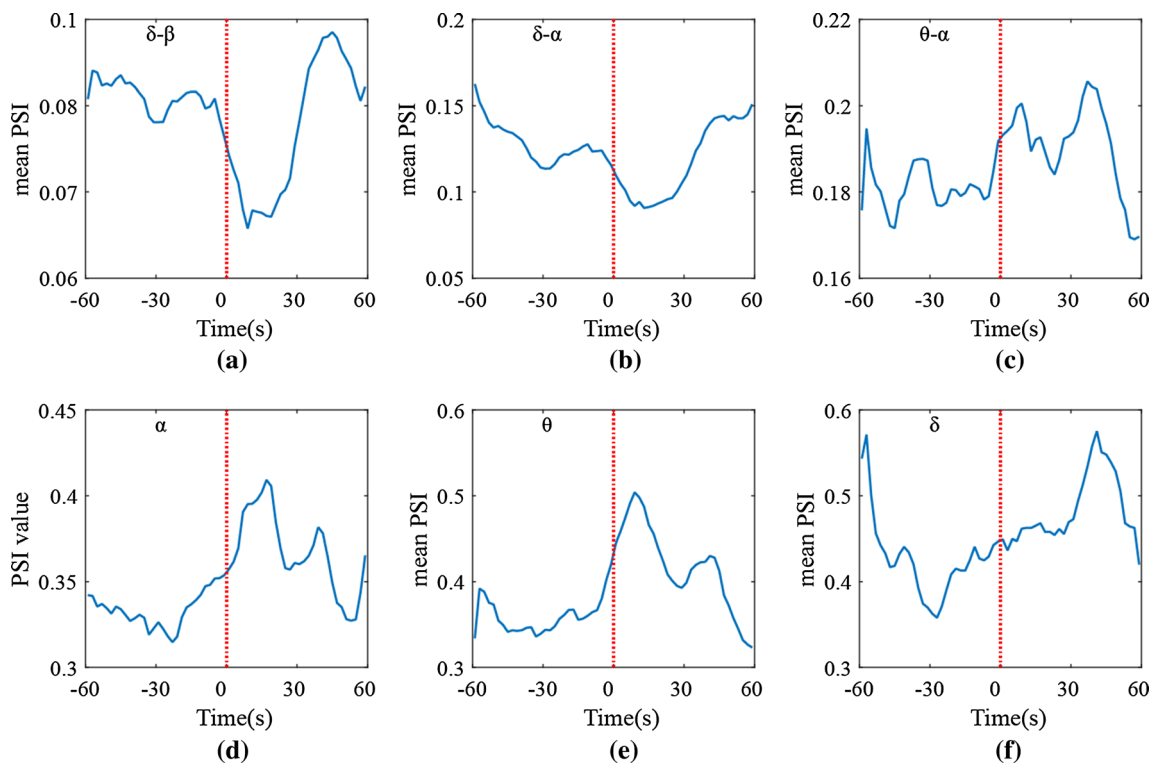 δ-β
mean PSI
0.1
0.08
0.07
0.06
-60 -30 0 30 60
Time(s)
(a)
δ-α
mean PSI
0.2
0.15
0.1
0.05
-60 -30 0 30 60
Time(s)
(b)
θ-α
mean PSI
0.22
0.2
0.18
0.16
-60 -30 0 30 60
Time(s)
(c)
α
PSI value
0.45
0.4
0.35
0.3
-60 -30 0 30 60
Time(s)
(d)
θ
mean PSI
0.6
0.5
0.4
0.3
-60 -30 0 30 60
Time(s)
(e)
δ
mean PSI
0.6
0.5
0.4
0.3
-60 -30 0 30 60
Time(s)
(f)